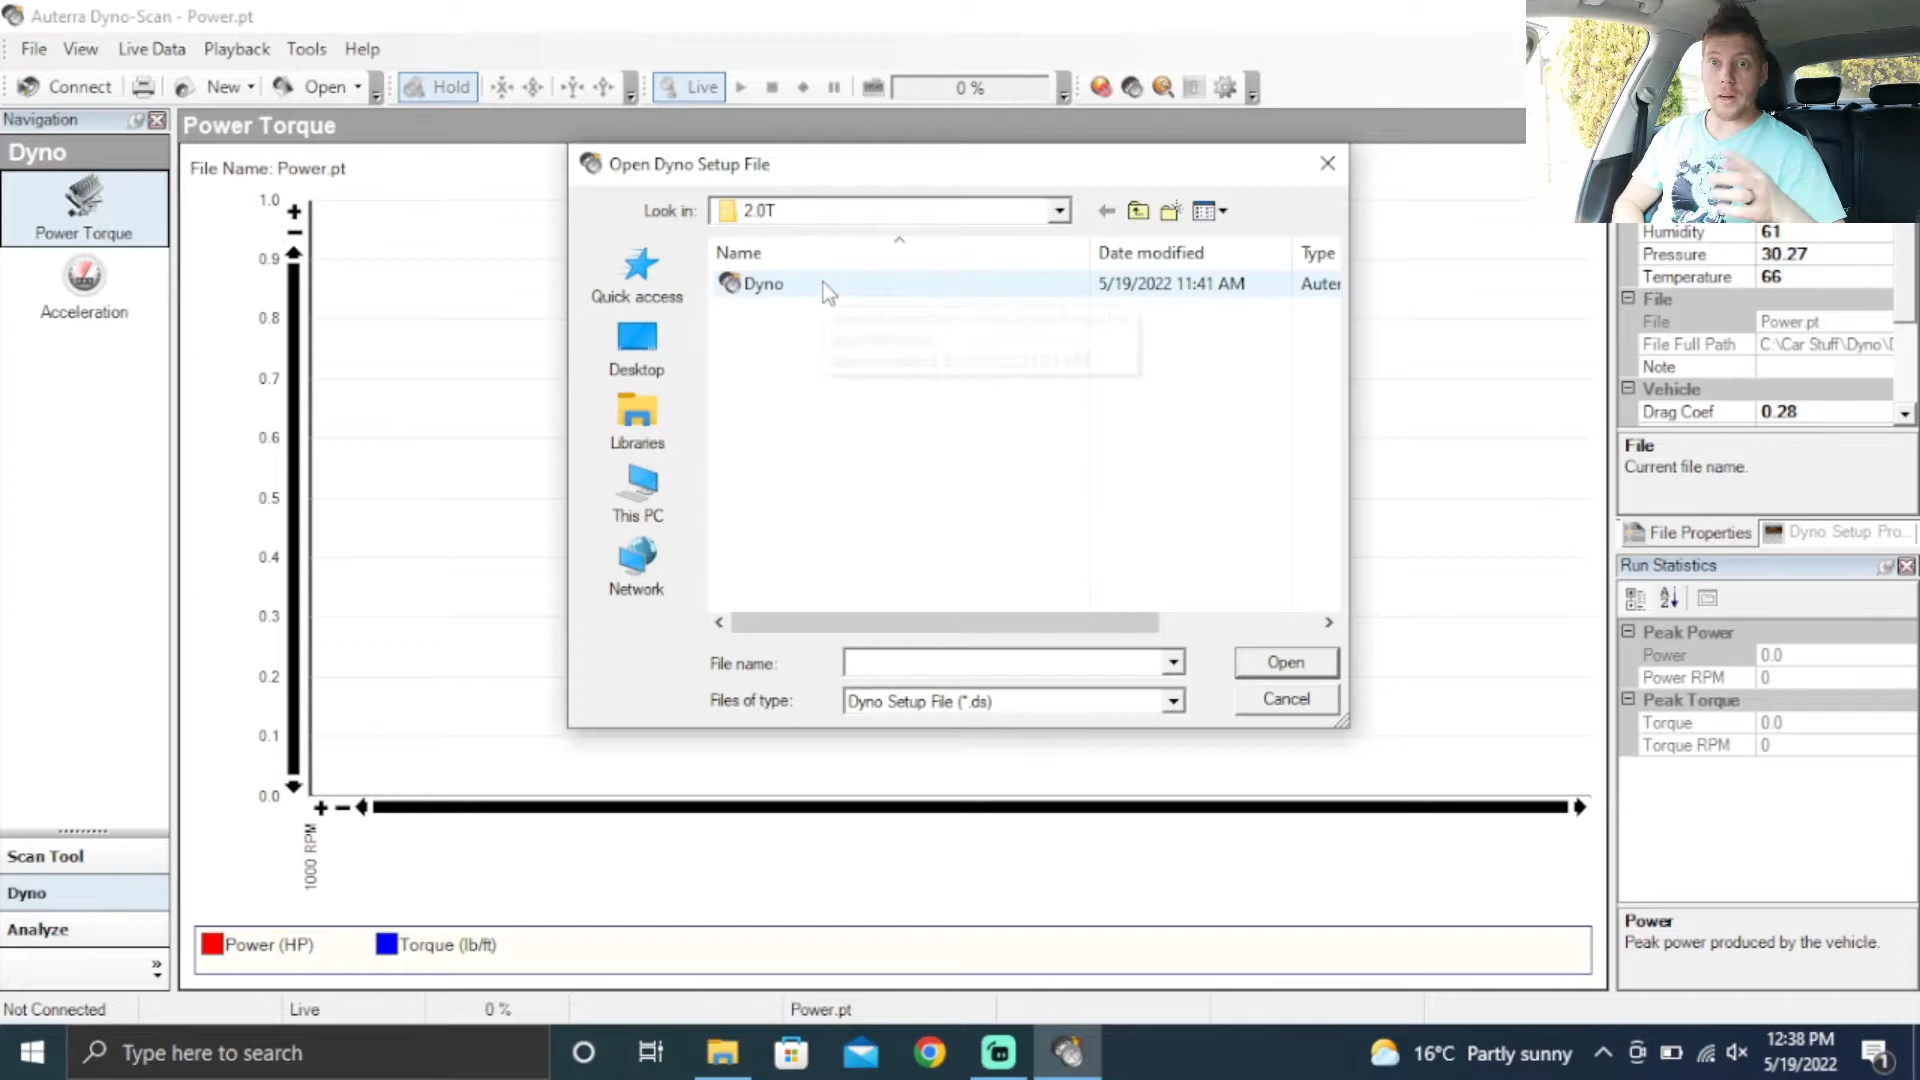 Auterra Dyno-Scan - Power.pt
File View Live Data Playback Tools Help
Connect New Open Hold Live 0 %
Navigation
Dyno
Power Torque
Acceleration
Scan Tool
Dyno
Analyze
Power Torque
File Name: Power.pt
1.0
0.9
0.8
0.7
0.6
0.5
0.4
0.3
0.2
0.1
0.0
1000 RPM
Power (HP) Torque (lb/ft)
Open Dyno Setup File
Look in: 2.0T
Quick access
Desktop
Libraries
This PC
Network
Name Date modified Type
Dyno 5/19/2022 11:41 AM Auter
File name: Open
Files of type: Dyno Setup File (*.ds) Cancel
Humidity 61
Pressure 30.27
Temperature 66
File
File Power.pt
File Full Path C:\Car Stuff\Dyno\
Note
Vehicle
Drag Coef 0.28
File
Current file name.
File Properties Dyno Setup Pro...
Run Statistics
Peak Power
Power 0.0
Power RPM 0
Peak Torque
Torque 0.0
Torque RPM 0
Power
Peak power produced by the vehicle.
Not Connected Live 0 % Power.pt
Type here to search
16°C Partly sunny
12:38 PM
5/19/2022
1